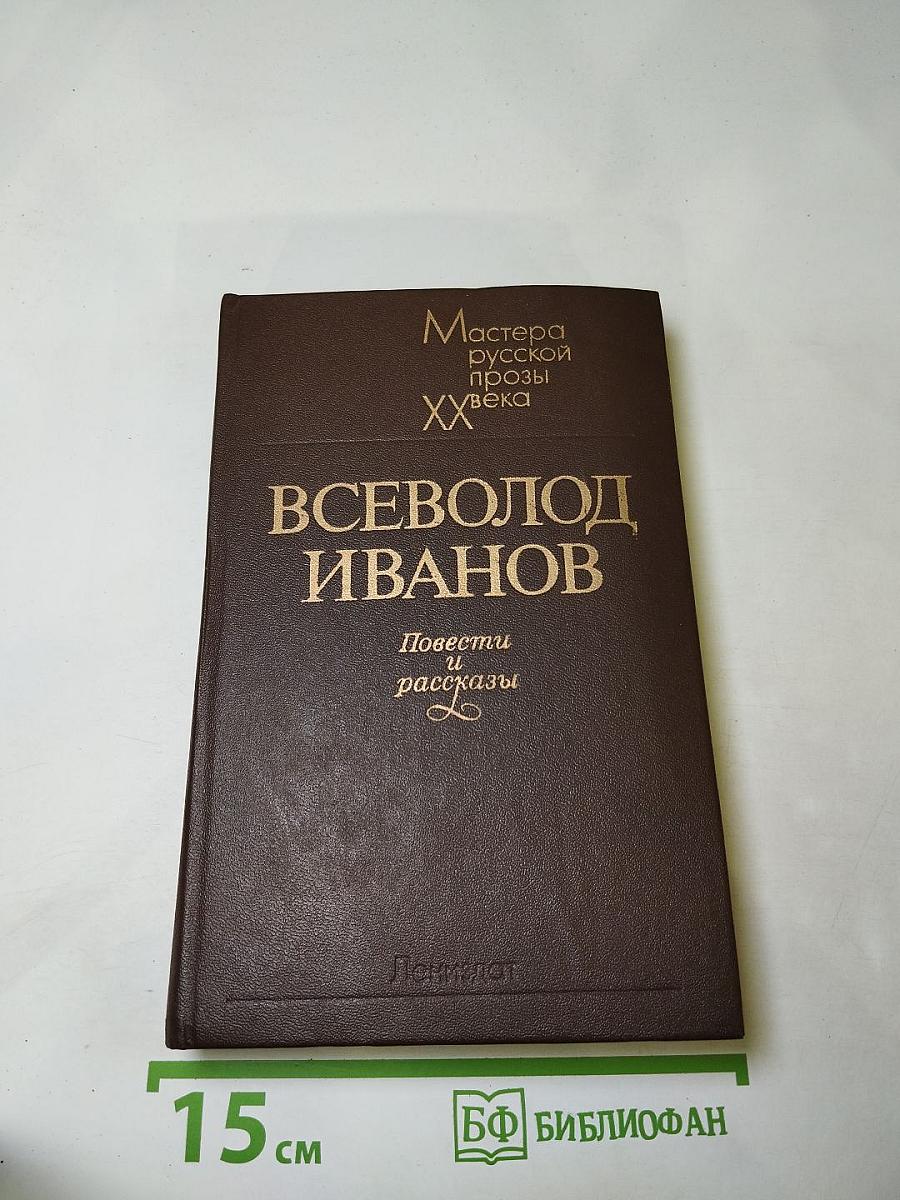 Мастера
русской
прозы
XX века
ВСЕВОЛОД
ИВАНОВ
Повести
и
рассказы
Лениздат
15 см
БФ БИБЛИОФАН